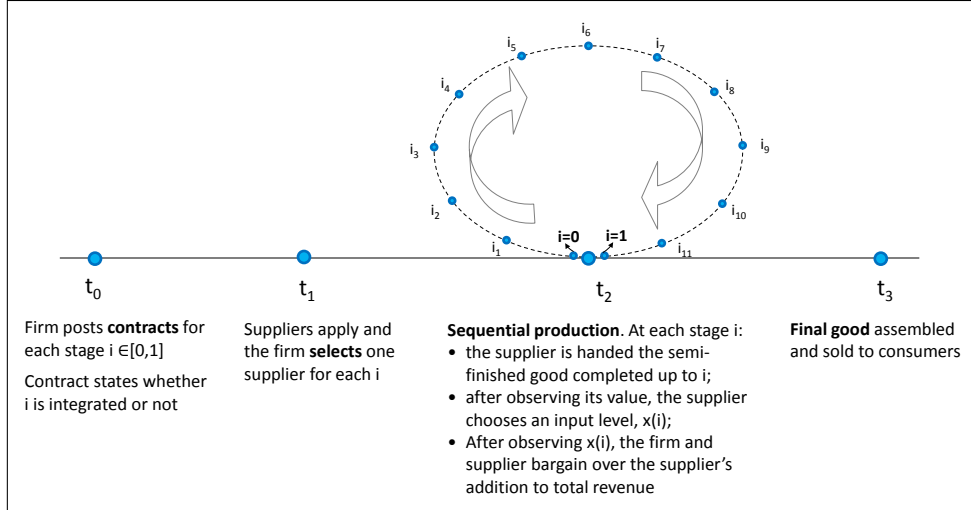 i₆
i₅
i₇
i₄
i₈
i₃
i₉
i₂
i₁₀
i₁
i=0
i=1
i₁₁
t₀
t₁
t₂
t₃
Firm posts contracts for
each stage i ∈[0,1]
Contract states whether
i is integrated or not
Suppliers apply and
the firm selects one
supplier for each i
Sequential production. At each stage i:
• the supplier is handed the semi-
finished good completed up to i;
• after observing its value, the supplier
chooses an input level, x(i);
• After observing x(i), the firm and
supplier bargain over the supplier's
addition to total revenue
Final good assembled
and sold to consumers